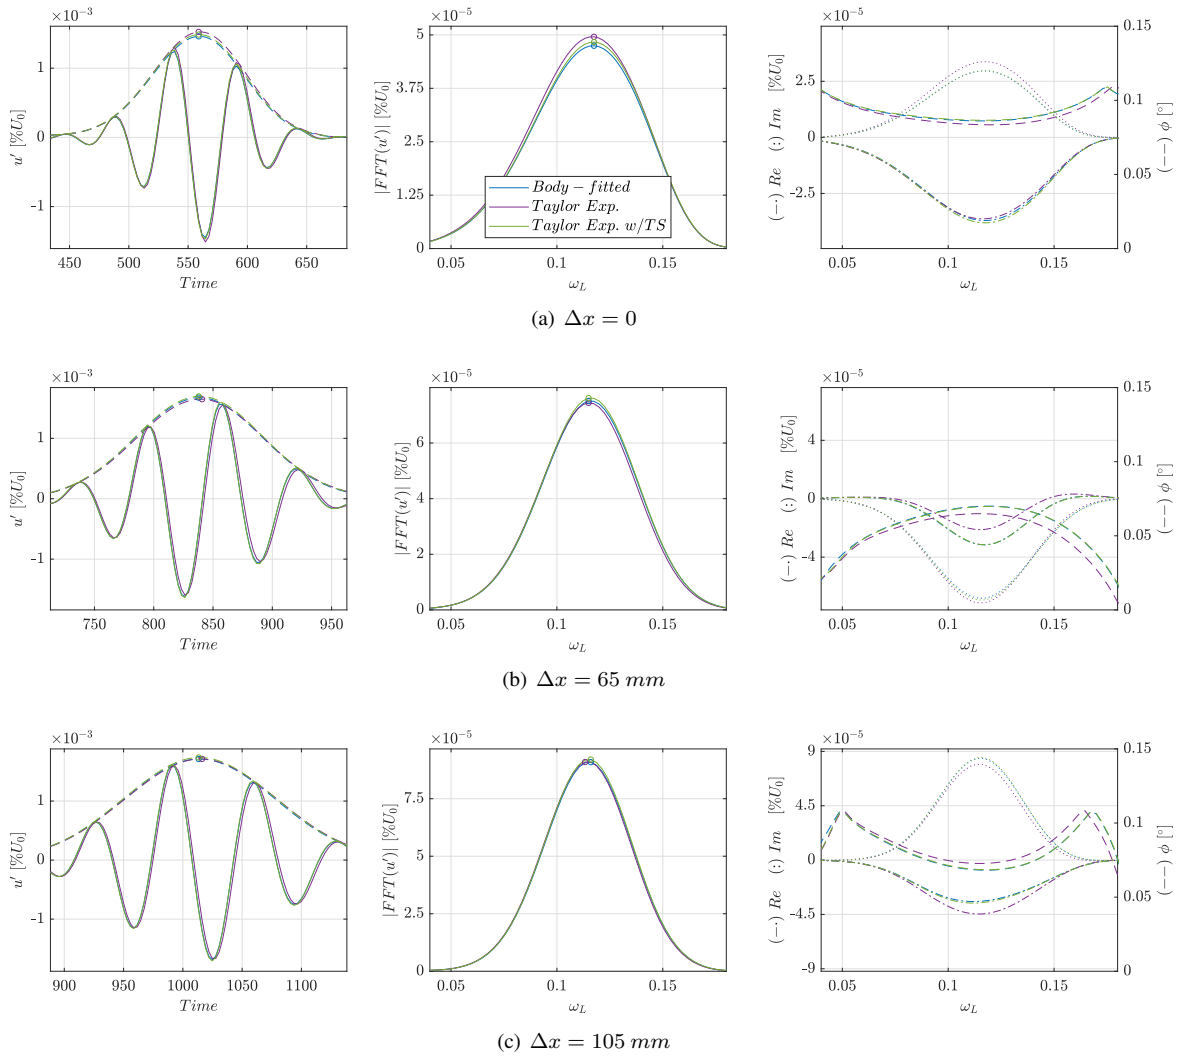 ×10⁻³
u′ [%U₀]
1
0
-1
450 500 550 600 650
Time
×10⁻⁵
|FFT(u′)| [%U₀]
5
3.75
2.5
1.25
0
Body − fitted
Taylor Exp.
Taylor Exp. w/TS
0.05 0.1 0.15
ω_L
×10⁻⁵
(−·) Re (:) Im [%U₀]
2.5
0
-2.5
0.15
0.1
0.05
0
[°] ϕ (−−)
0.05 0.1 0.15
ω_L
(a) Δx = 0
×10⁻³
u′ [%U₀]
1
0
-1
750 800 850 900 950
Time
×10⁻⁵
|FFT(u′)| [%U₀]
6
4
2
0
0.05 0.1 0.15
ω_L
×10⁻⁵
(−·) Re (:) Im [%U₀]
4
0
-4
0.15
0.1
0.05
0
[°] ϕ (−−)
0.05 0.1 0.15
ω_L
(b) Δx = 65 mm
×10⁻³
u′ [%U₀]
1
0
-1
900 950 1000 1050 1100
Time
×10⁻⁵
|FFT(u′)| [%U₀]
7.5
5
2.5
0
0.05 0.1 0.15
ω_L
×10⁻⁵
(−·) Re (:) Im [%U₀]
9
4.5
0
-4.5
-9
0.15
0.1
0.05
0
[°] ϕ (−−)
0.05 0.1 0.15
ω_L
(c) Δx = 105 mm